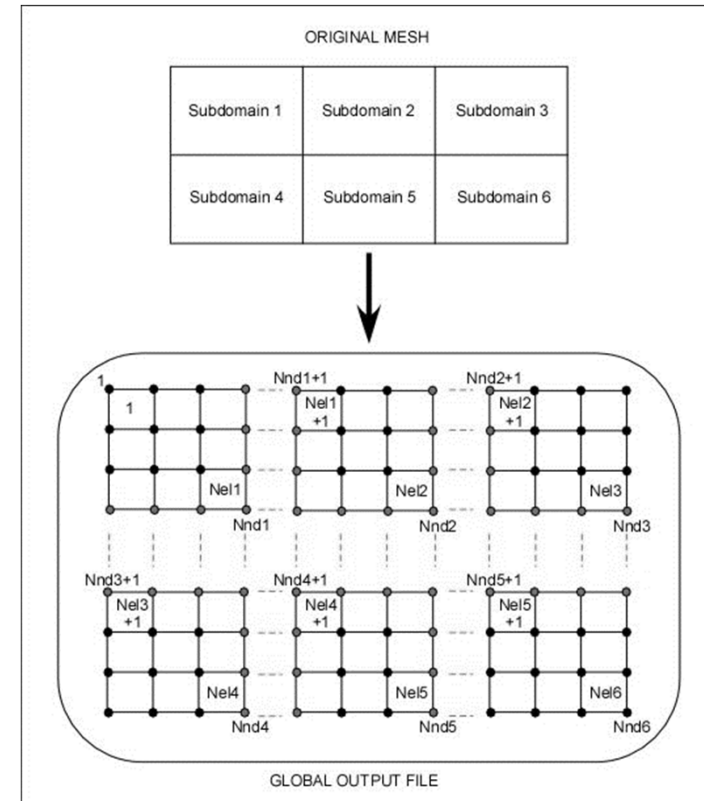 ORIGINAL MESH
Subdomain 1 Subdomain 2 Subdomain 3
Subdomain 4 Subdomain 5 Subdomain 6
1 Nnd1+1 Nnd2+1
1 Nel1 Nel2
+1 +1
Nel1 Nel2 Nel3
Nnd1 Nnd2 Nnd3
Nnd3+1 Nnd4+1 Nnd5+1
Nel3 Nel4 Nel5
+1 +1 +1
Nel4 Nel5 Nel6
Nnd4 Nnd5 Nnd6
GLOBAL OUTPUT FILE